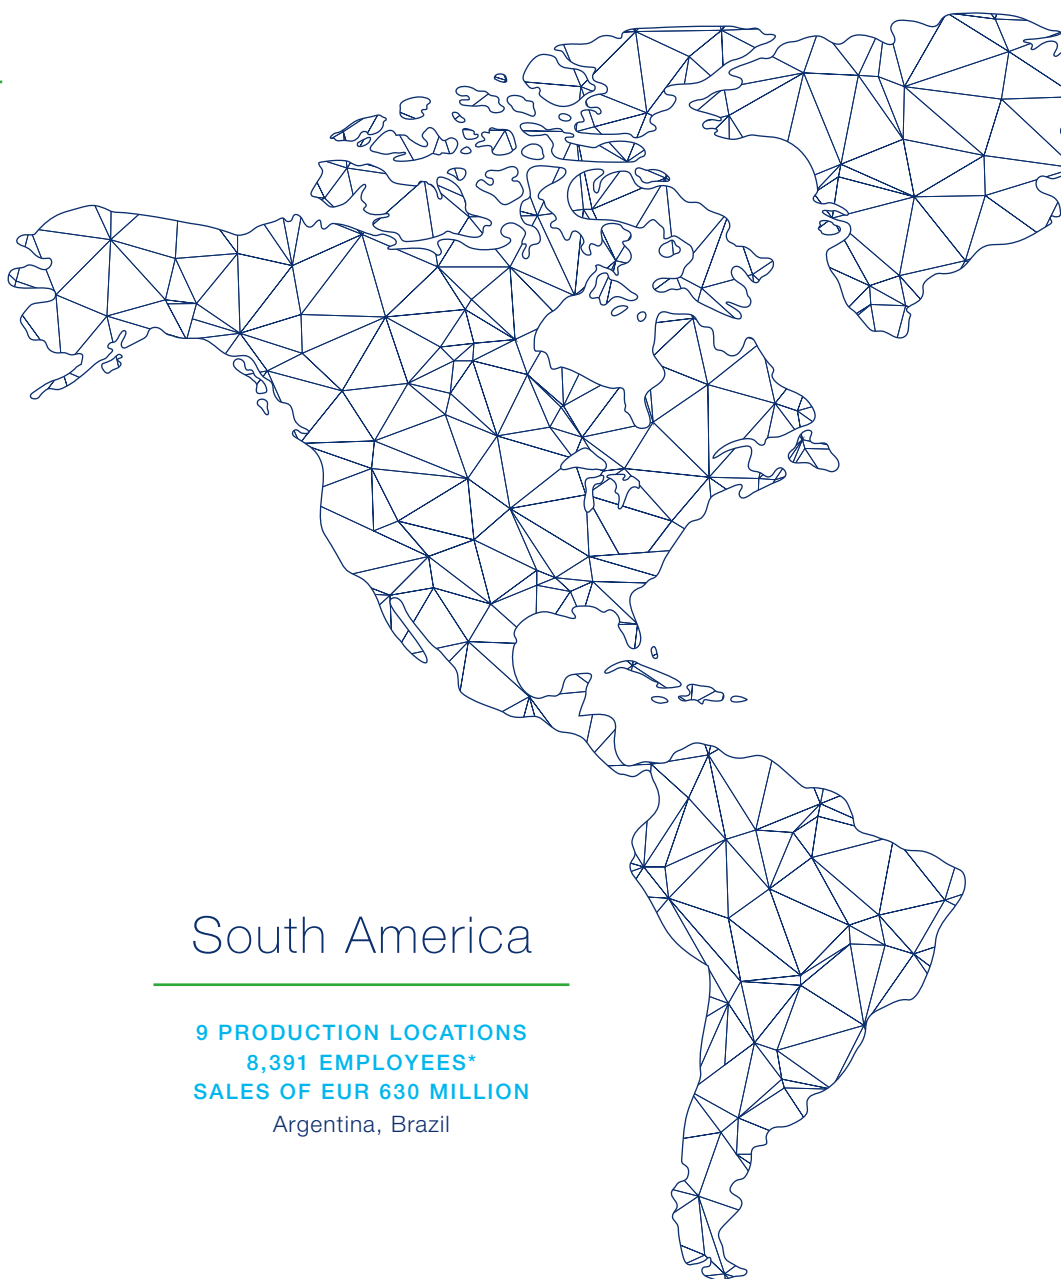 South America
9 PRODUCTION LOCATIONS
8,391 EMPLOYEES*
SALES OF EUR 630 MILLION
Argentina, Brazil